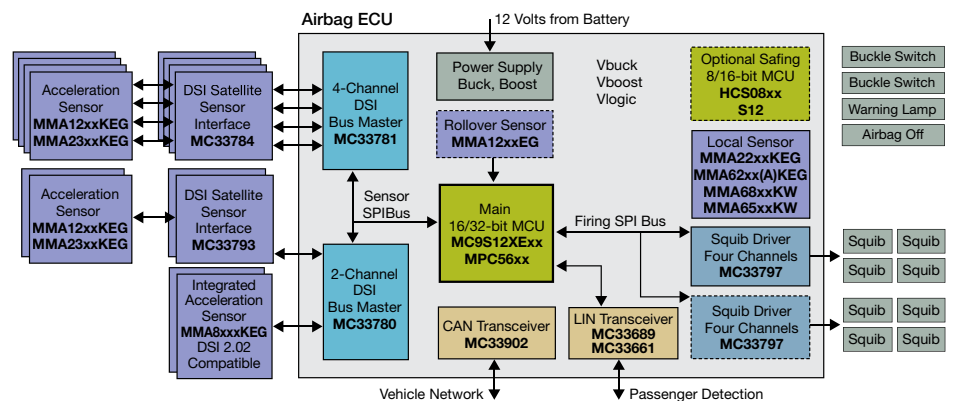 Airbag ECU
12 Volts from Battery
Acceleration
Sensor
MMA12xxKEG
MMA23xxKEG
DSI Satellite
Sensor
Interface
MC33784
4-Channel
DSI
Bus Master
MC33781
Power Supply
Buck, Boost
Vbuck
Vboost
Vlogic
Optional Safing
8/16-bit MCU
HCS08xx
S12
Buckle Switch
Buckle Switch
Warning Lamp
Airbag Off
Rollover Sensor
MMA12xxEG
Local Sensor
MMA22xxKEG
MMA62xx(A)KEG
MMA68xxKW
MMA65xxKW
Acceleration
Sensor
MMA12xxKEG
MMA23xxKEG
DSI Satellite
Sensor
Interface
MC33793
Sensor
SPIBus
Main
16/32-bit MCU
MC9S12XExx
MPC56xx
Firing SPI Bus
Squib Driver
Four Channels
MC33797
Squib
Squib
Squib
Squib
Integrated
Acceleration
Sensor
MMA8xxxKEG
DSI 2.02
Compatible
2-Channel
DSI
Bus Master
MC33780
CAN Transceiver
MC33902
LIN Transceiver
MC33689
MC33661
Squib Driver
Four Channels
MC33797
Squib
Squib
Squib
Squib
Vehicle Network
Passenger Detection